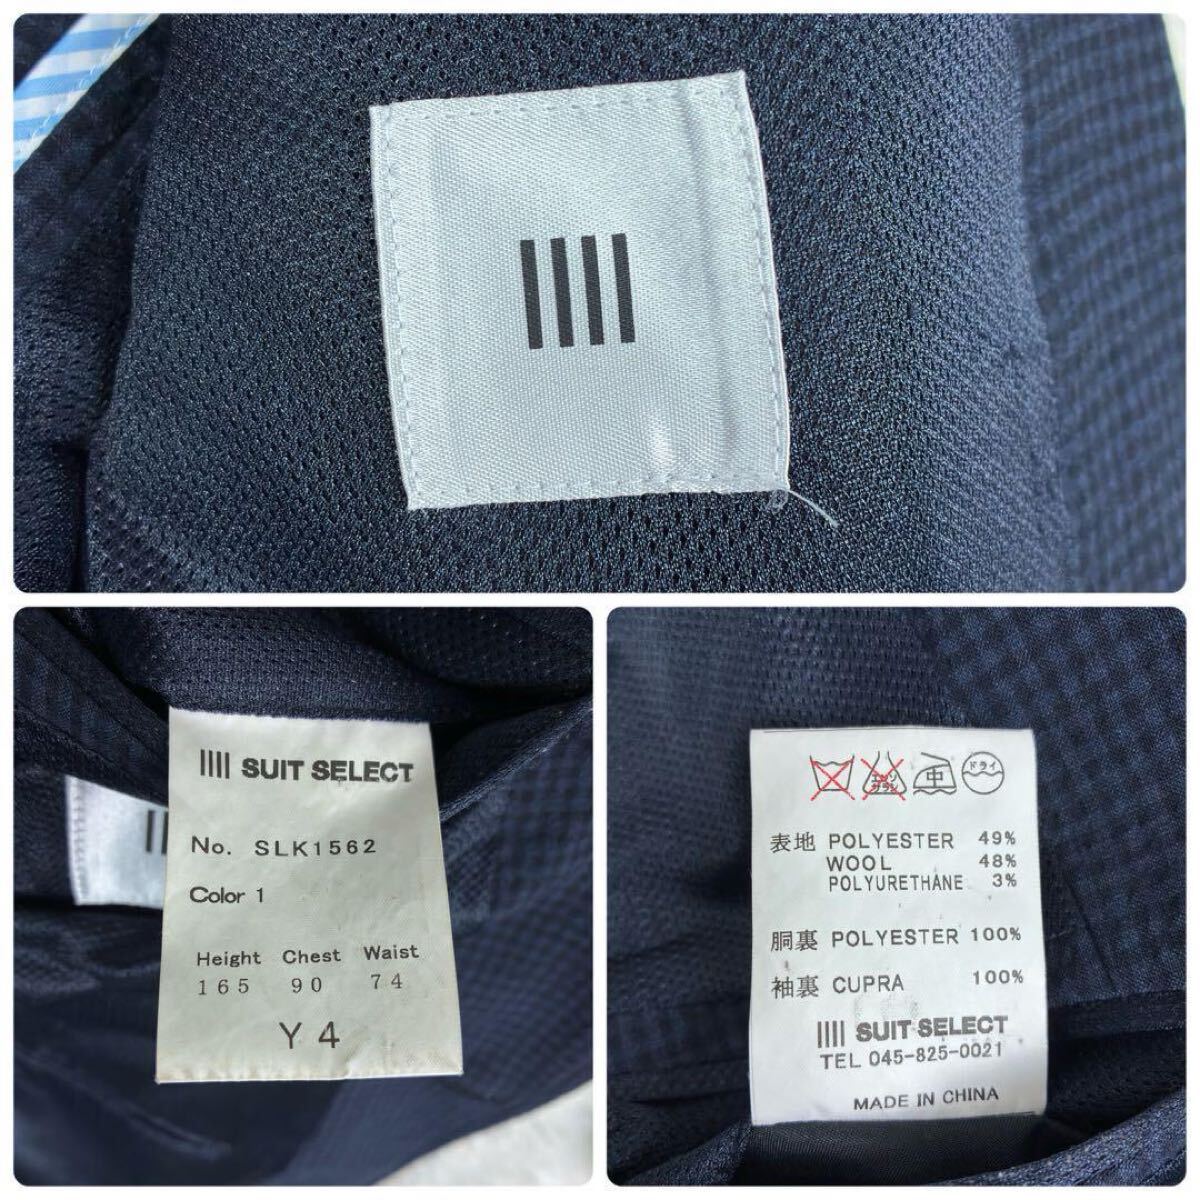 SUIT SELECT
No. SLK1562
Color 1
Height Chest Waist
165 90 74
Y 4
中 ドライ
表地 POLYESTER 49%
WOOL 48%
POLYURETHANE 3%
胴裏 POLYESTER 100%
袖裏 CUPRA 100%
SUIT SELECT
TEL 045-825-0021
MADE IN CHINA